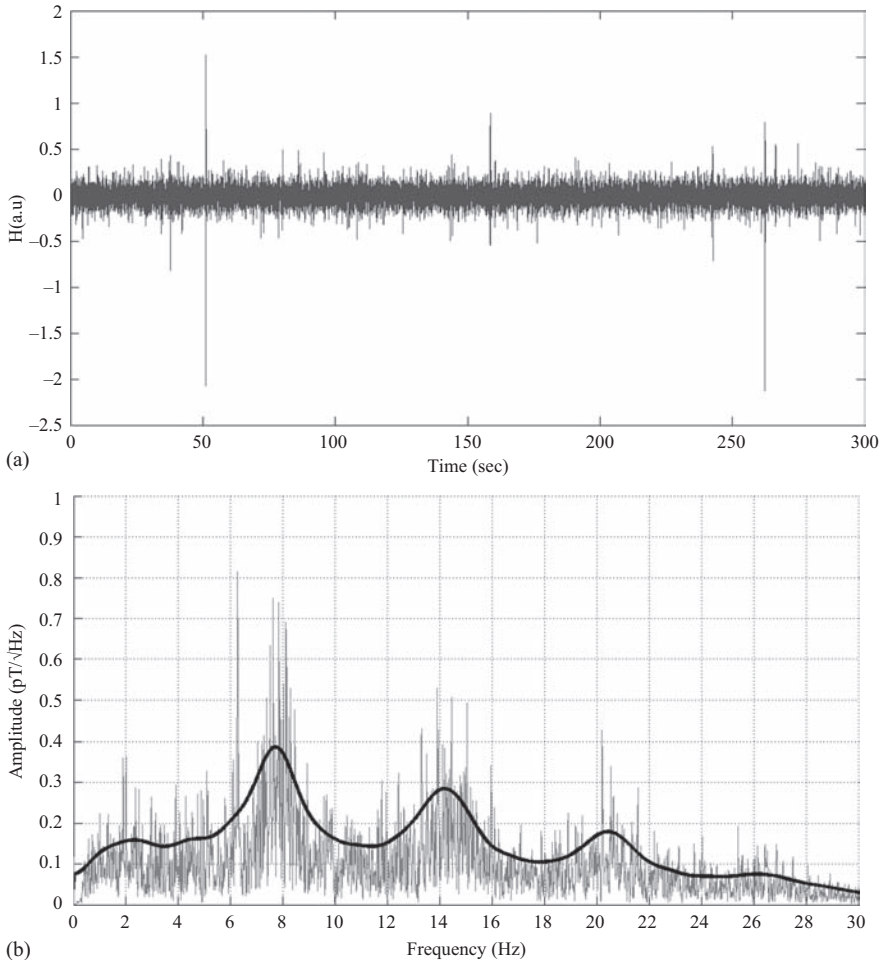 2
1.5
1
0.5
0
–0.5
–1
–1.5
–2
–2.5
H(a.u)
0 50 100 150 200 250 300
Time (sec)
(a)
1
0.9
0.8
0.7
0.6
0.5
0.4
0.3
0.2
0.1
0
Amplitude (pT/√Hz)
0 2 4 6 8 10 12 14 16 18 20 22 24 26 28 30
Frequency (Hz)
(b)